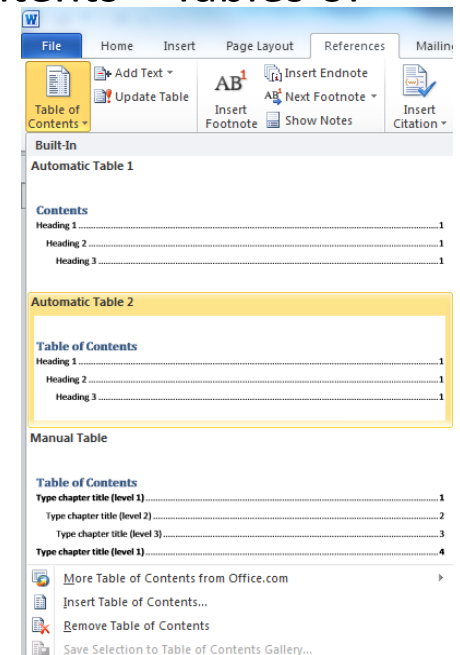 W
File Home Insert Page Layout References Mailin
Table of Contents
Add Text
Update Table
AB1
Insert Footnote
Insert Endnote
AB1 Next Footnote
Show Notes
Insert Citation
Built-In
Automatic Table 1
Contents
Heading 1 1
Heading 2 1
Heading 3 1
Automatic Table 2
Table of Contents
Heading 1 1
Heading 2 1
Heading 3 1
Manual Table
Table of Contents
Type chapter title (level 1) 1
Type chapter title (level 2) 2
Type chapter title (level 3) 3
Type chapter title (level 1) 4
More Table of Contents from Office.com
Insert Table of Contents...
Remove Table of Contents
Save Selection to Table of Contents Gallery...